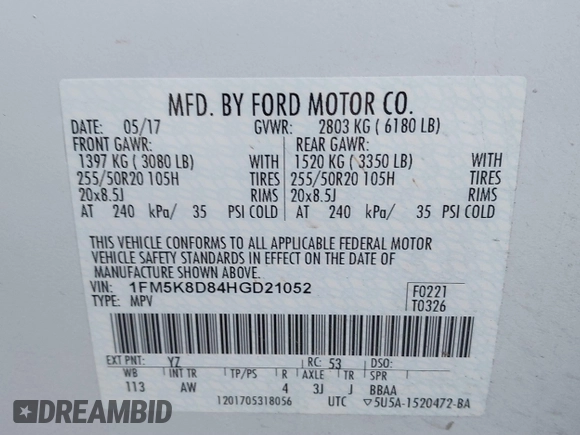 MFD. BY FORD MOTOR CO.
DATE: 05/17 GVWR: 2803 KG ( 6180 LB)
FRONT GAWR: REAR GAWR:
1397 KG ( 3080 LB) WITH 1520 KG ( 3350 LB) WITH
255/50R20 105H TIRES 255/50R20 105H TIRES
20x8.5J RIMS 20x8.5J RIMS
AT 240 kPa/ 35 PSI COLD AT 240 kPa/ 35 PSI COLD
THIS VEHICLE CONFORMS TO ALL APPLICABLE FEDERAL MOTOR
VEHICLE SAFETY STANDARDS IN EFFECT ON THE DATE OF
MANUFACTURE SHOWN ABOVE.
VIN: 1FM5K8D84HGD21052
TYPE: MPV
F0221
T0326
EXT PNT: YZ RC: 53 DSO:
WB INT TR TP/PS R AXLE TR SPR
113 AW 4 3J J BBAA
1201705318056 UTC ▽5U5A-1520472-BA
DREAMBID